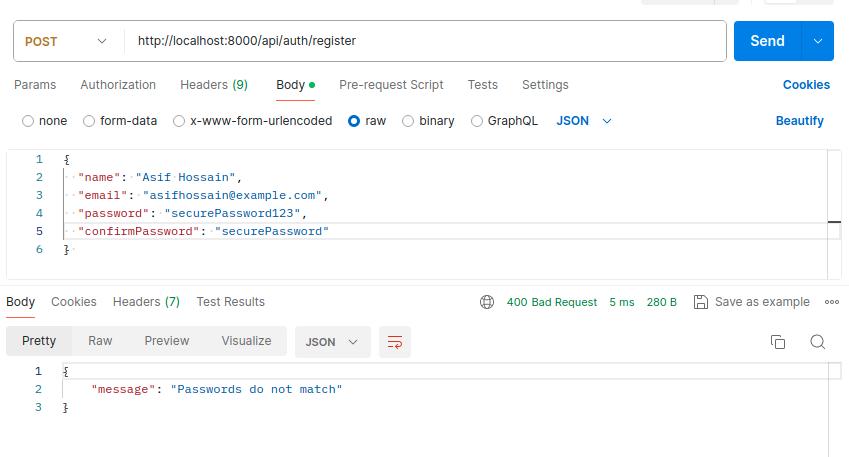 POST http://localhost:8000/api/auth/register Send
Params Authorization Headers (9) Body Pre-request Script Tests Settings Cookies
none form-data x-www-form-urlencoded raw binary GraphQL JSON Beautify
1 {
2 "name": "Asif Hossain",
3 "email": "asifhossain@example.com",
4 "password": "securePassword123",
5 "confirmPassword": "securePassword"
6 }
Body Cookies Headers (7) Test Results 400 Bad Request 5 ms 280 B Save as example
Pretty Raw Preview Visualize JSON
1 {
2 "message": "Passwords do not match"
3 }